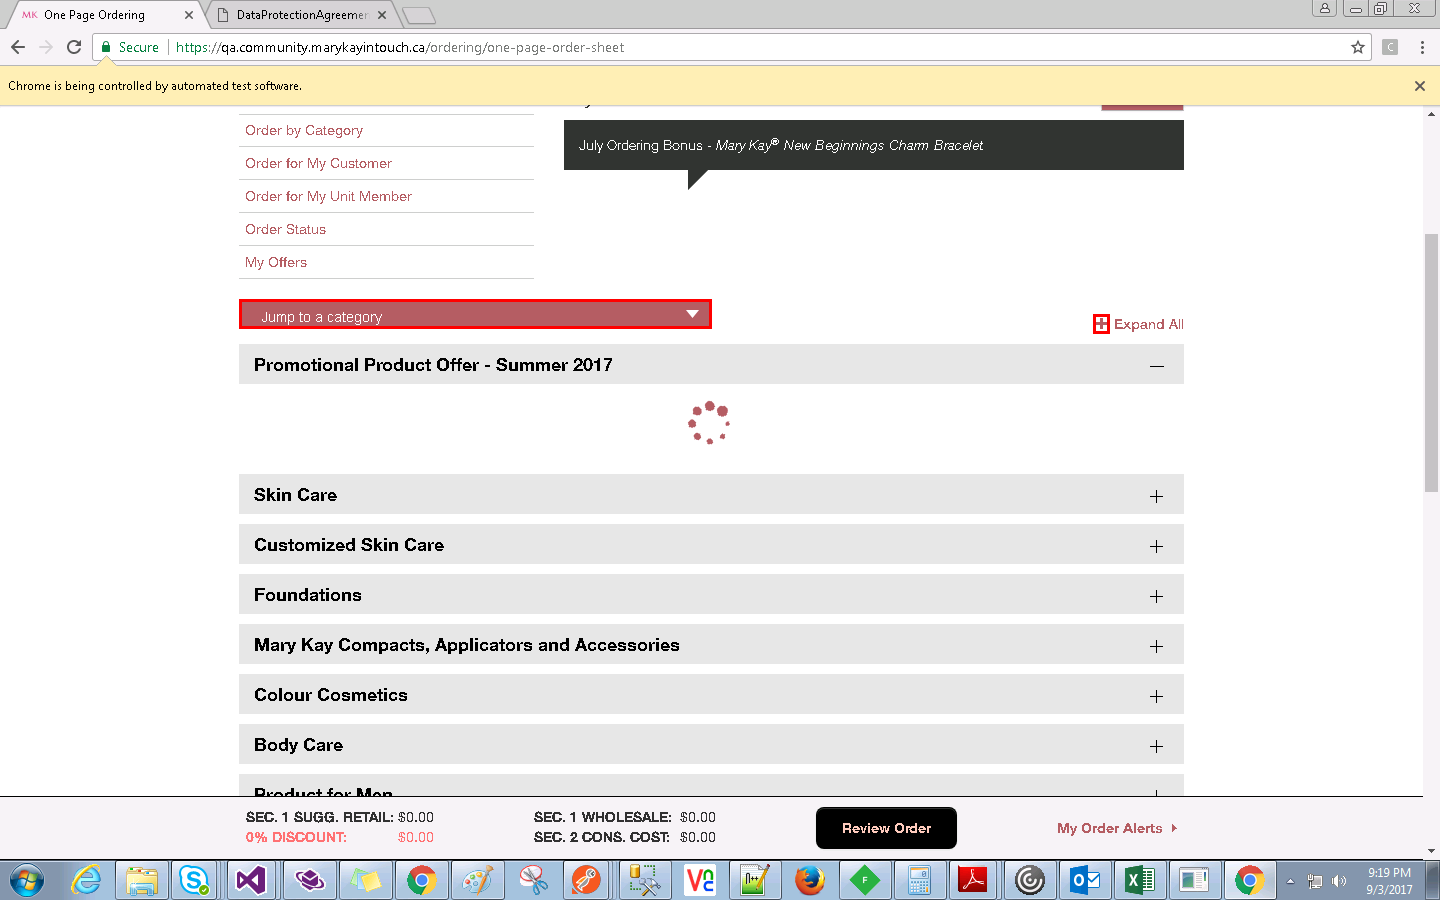 MK One Page Ordering
DataProtectionAgreemen
Secure https://qa.community.marykayintouch.ca/ordering/one-page-order-sheet
Chrome is being controlled by automated test software.
Order by Category
Order for My Customer
Order for My Unit Member
Order Status
My Offers
July Ordering Bonus - Mary Kay® New Beginnings Charm Bracelet
Jump to a category
Expand All
Promotional Product Offer - Summer 2017
Skin Care
Customized Skin Care
Foundations
Mary Kay Compacts, Applicators and Accessories
Colour Cosmetics
Body Care
Product for Men
SEC. 1 SUGG. RETAIL: $0.00
0% DISCOUNT: $0.00
SEC. 1 WHOLESALE: $0.00
SEC. 2 CONS. COST: $0.00
Review Order
My Order Alerts
9:19 PM
9/3/2017